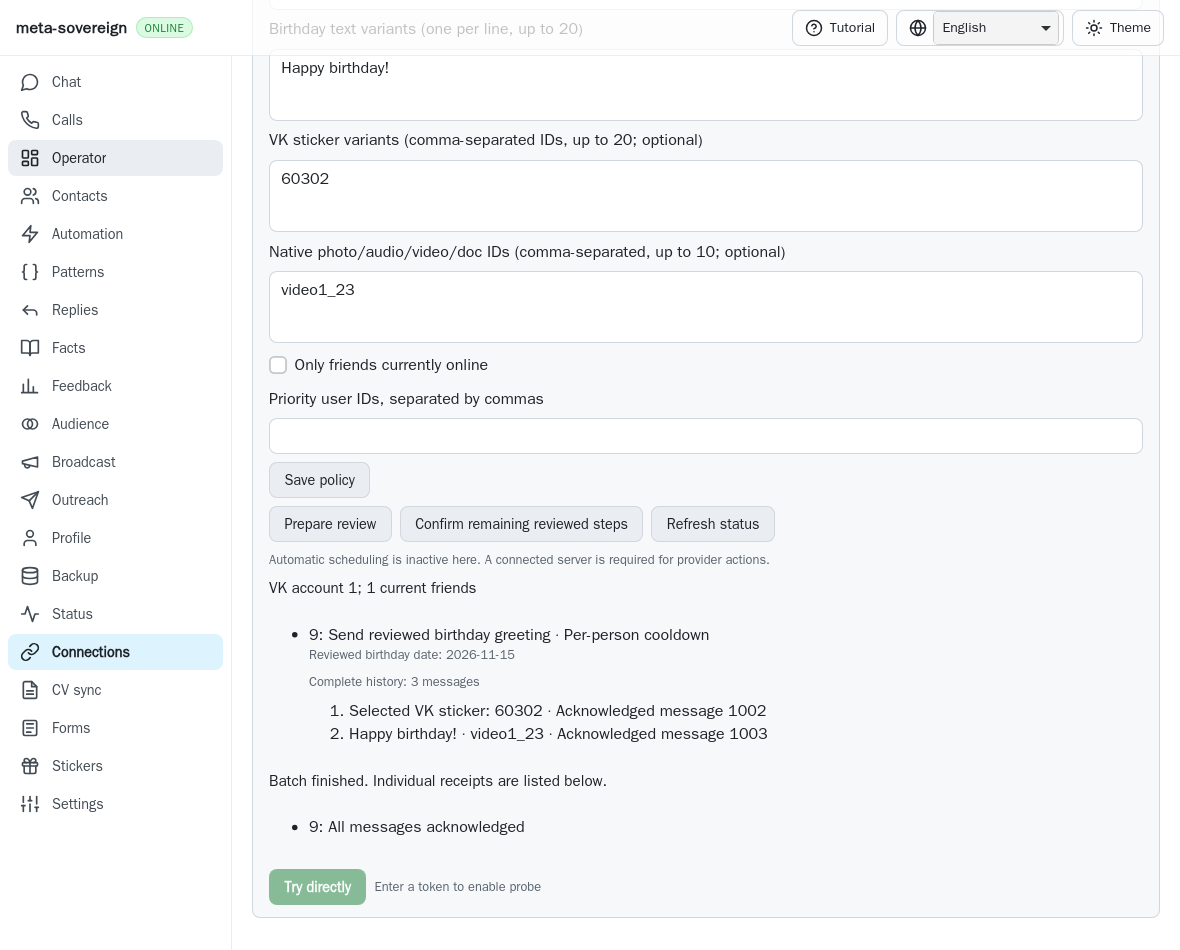 meta-sovereign ONLINE
Birthday text variants (one per line, up to 20)
Tutorial
English
Theme
Chat
Calls
Operator
Contacts
Automation
Patterns
Replies
Facts
Feedback
Audience
Broadcast
Outreach
Profile
Backup
Status
Connections
CV sync
Forms
Stickers
Settings
Happy birthday!
VK sticker variants (comma-separated IDs, up to 20; optional)
60302
Native photo/audio/video/doc IDs (comma-separated, up to 10; optional)
video1_23
Only friends currently online
Priority user IDs, separated by commas
Save policy
Prepare review
Confirm remaining reviewed steps
Refresh status
Automatic scheduling is inactive here. A connected server is required for provider actions.
VK account 1; 1 current friends
• 9: Send reviewed birthday greeting · Per-person cooldown
Reviewed birthday date: 2026-11-15
Complete history: 3 messages
1. Selected VK sticker: 60302 · Acknowledged message 1002
2. Happy birthday! · video1_23 · Acknowledged message 1003
Batch finished. Individual receipts are listed below.
• 9: All messages acknowledged
Try directly
Enter a token to enable probe